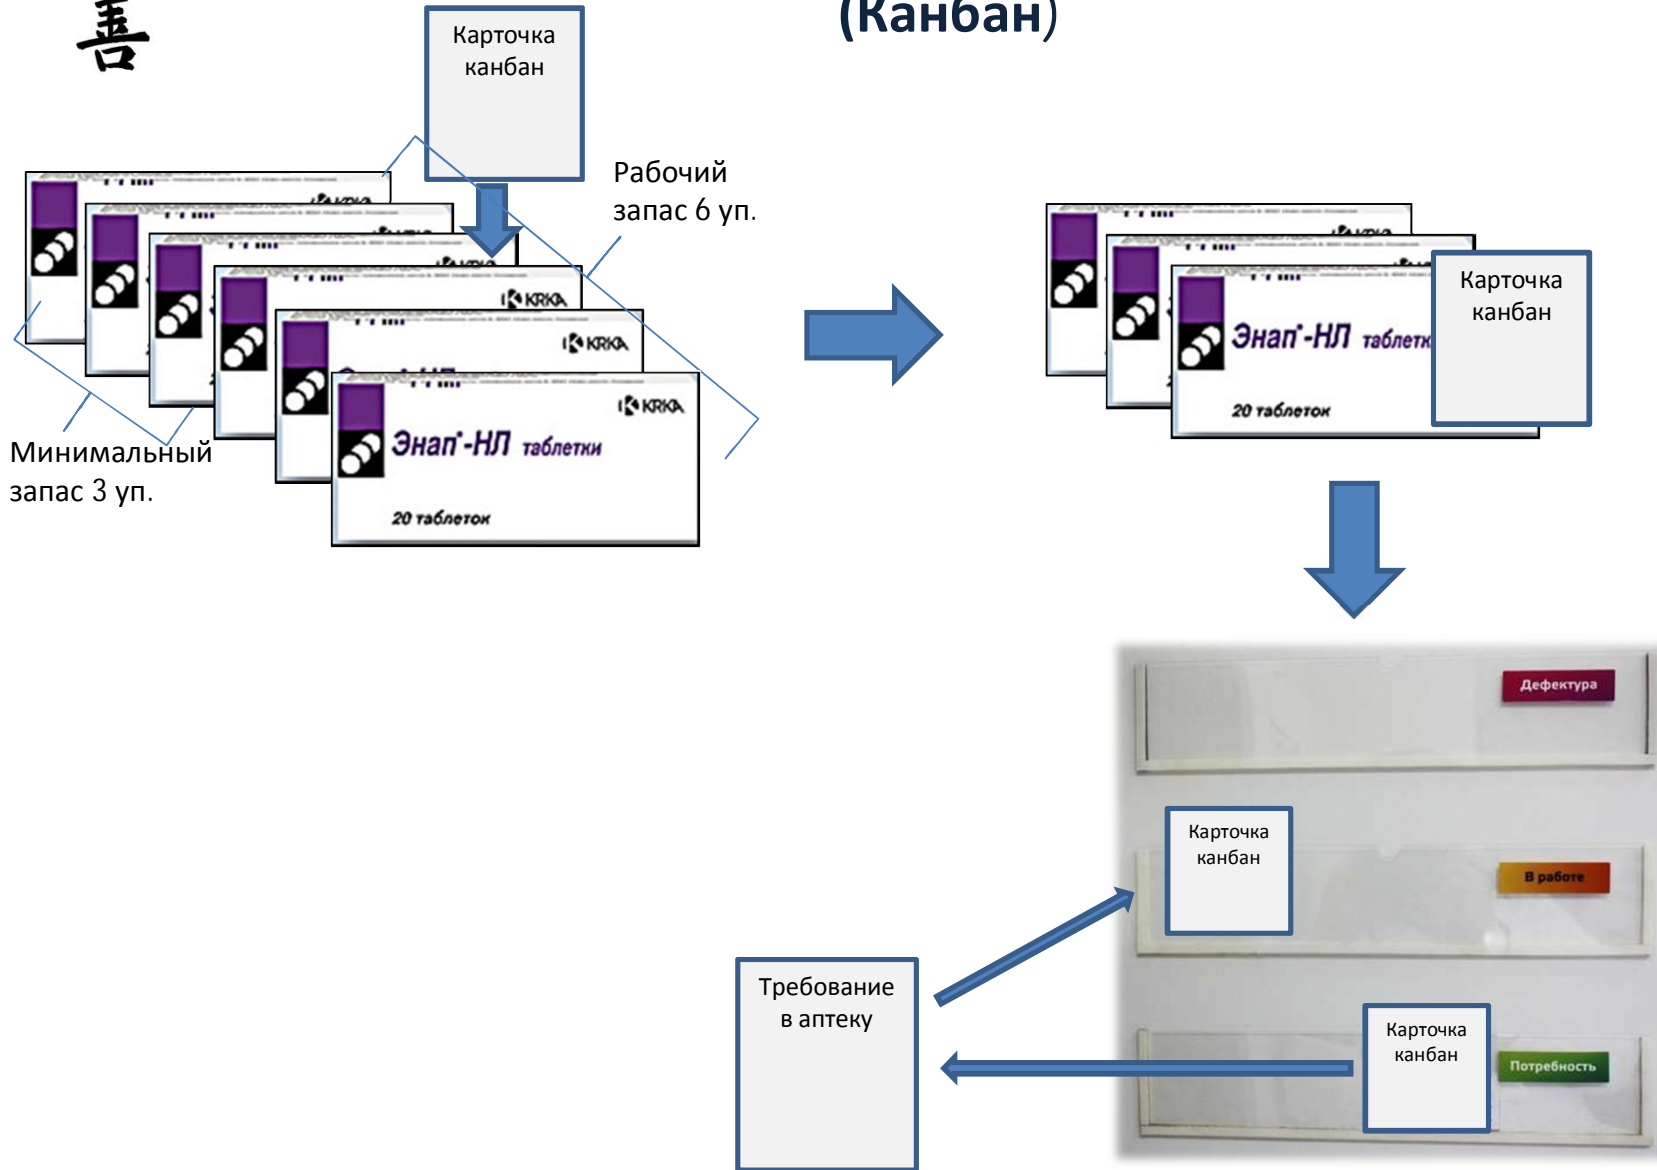 善
(Канбан)
Карточка
канбан
Рабочий
запас 6 уп.
KRKA
KRKA
Энап-НЛ таблетки
20 таблеток
Минимальный
запас 3 уп.
Энап-НЛ
20 таблеток
Карточка
канбан
Дефектура
Карточка
канбан
В работе
Требование
в аптеку
Карточка
канбан
Потребность